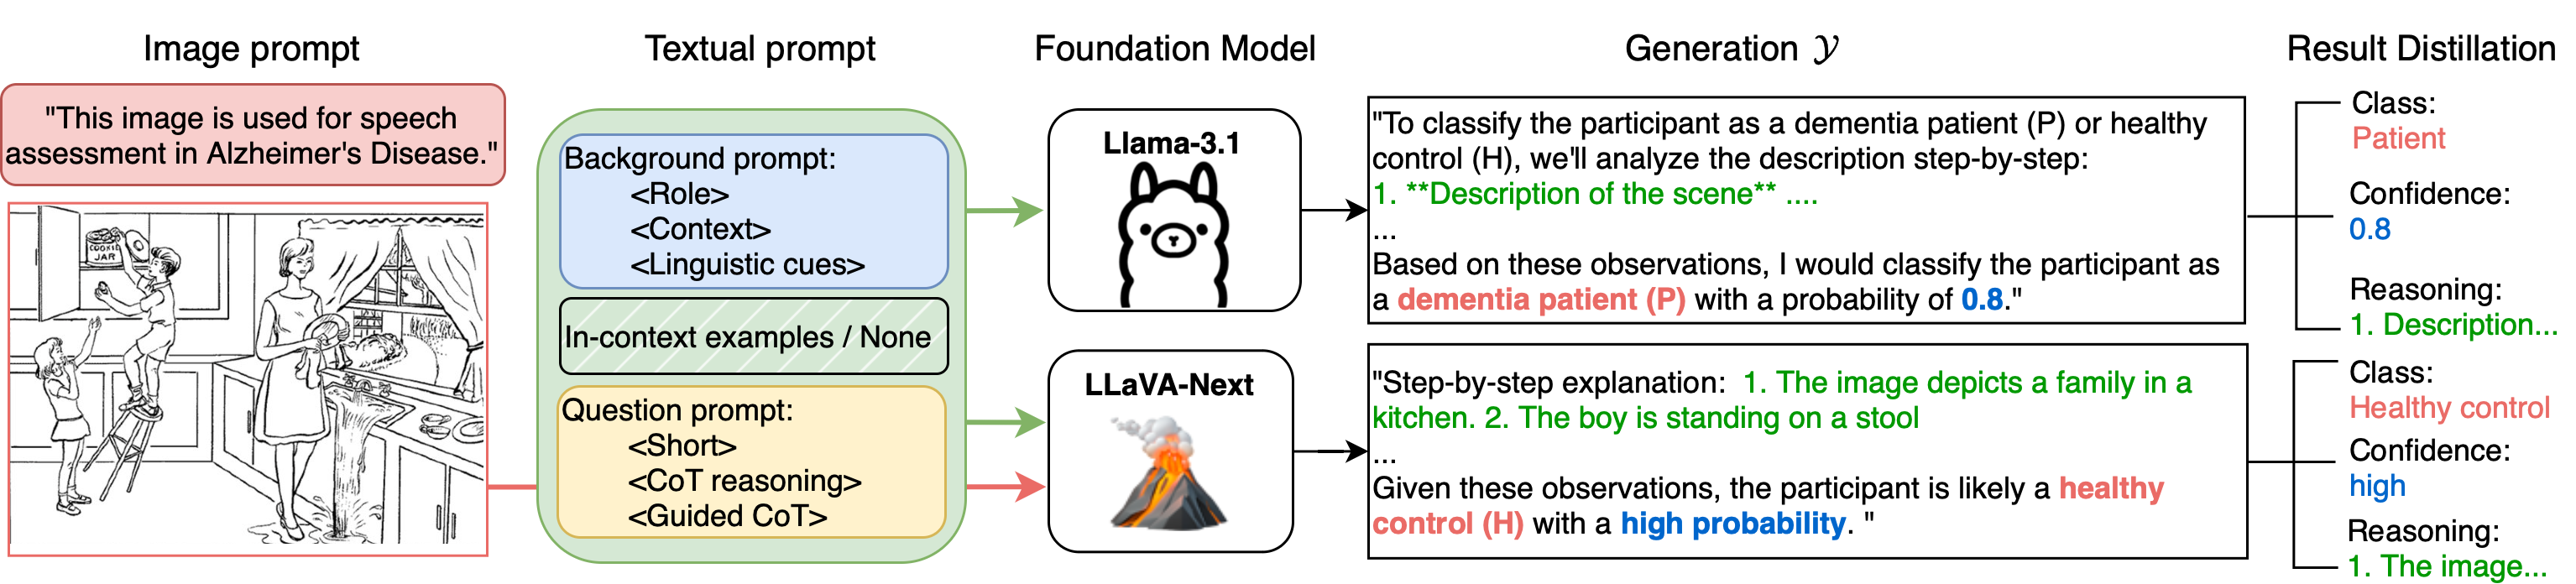 Image prompt
"This image is used for speech
assessment in Alzheimer's Disease."
COOKIE
JAR
Textual prompt
Background prompt:
<Role>
<Context>
<Linguistic cues>
In-context examples / None
Question prompt:
<Short>
<CoT reasoning>
<Guided CoT>
Foundation Model
Llama-3.1
LLaVA-Next
Generation 𝒴
"To classify the participant as a dementia patient (P) or healthy
control (H), we'll analyze the description step-by-step:
1. **Description of the scene** ....
...
Based on these observations, I would classify the participant as
a dementia patient (P) with a probability of 0.8."
"Step-by-step explanation: 1. The image depicts a family in a
kitchen. 2. The boy is standing on a stool
...
Given these observations, the participant is likely a healthy
control (H) with a high probability. "
Result Distillation
Class:
Patient
Confidence:
0.8
Reasoning:
1. Description...
Class:
Healthy control
Confidence:
high
Reasoning:
1. The image...